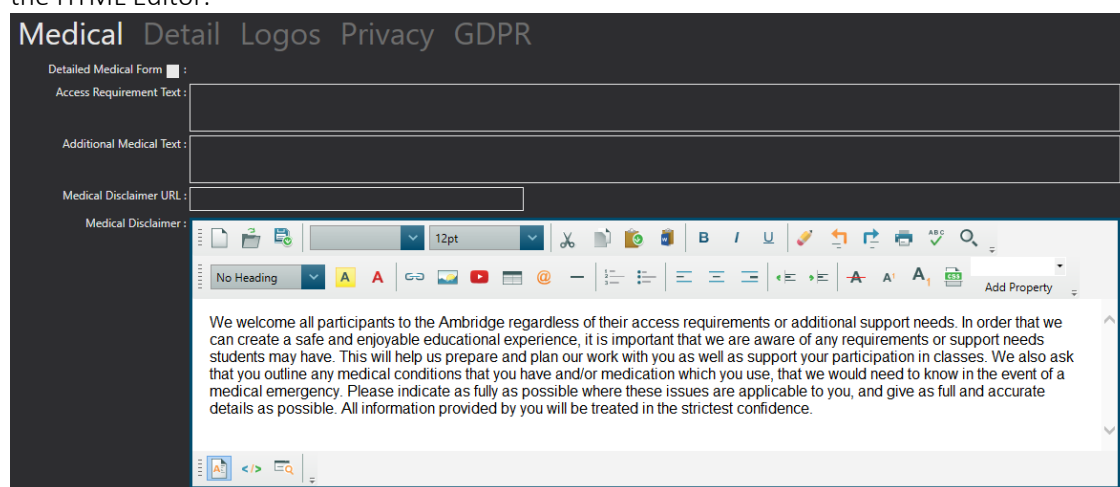 the HTML Editor.
Medical Detail Logos Privacy GDPR
Detailed Medical Form :
Access Requirement Text :
Additional Medical Text :
Medical Disclaimer URL :
Medical Disclaimer :
12pt
B I U ABC
No Heading A A @ A A¹ A₁ CSS Add Property
We welcome all participants to the Ambridge regardless of their access requirements or additional support needs. In order that we
can create a safe and enjoyable educational experience, it is important that we are aware of any requirements or support needs
students may have. This will help us prepare and plan our work with you as well as support your participation in classes. We also ask
that you outline any medical conditions that you have and/or medication which you use, that we would need to know in the event of a
medical emergency. Please indicate as fully as possible where these issues are applicable to you, and give as full and accurate
details as possible. All information provided by you will be treated in the strictest confidence.